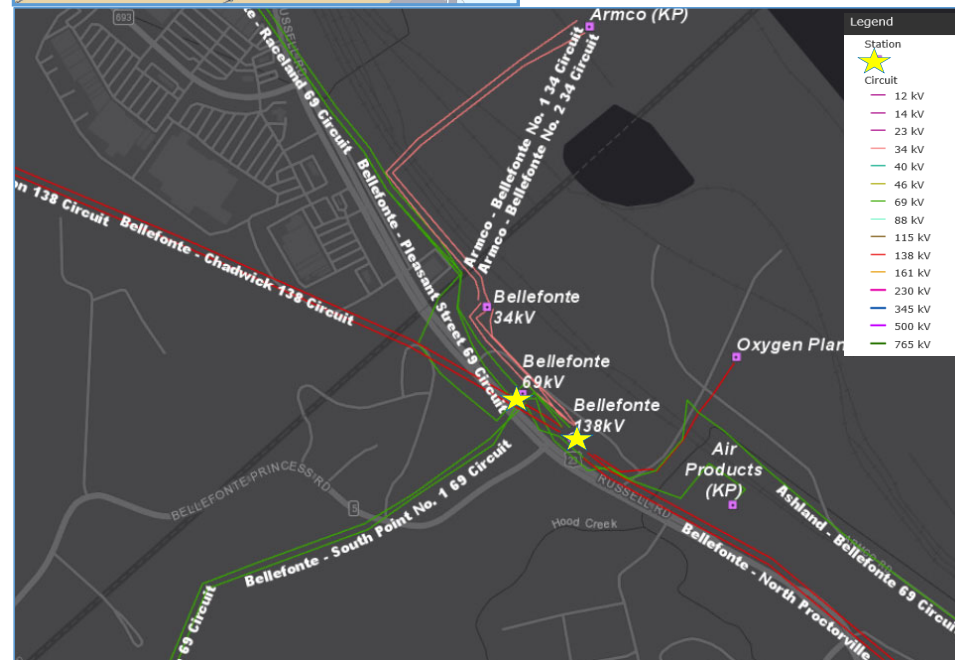 693
RUSSELL RD
Armco (KP)
- Raceland 69 Circuit
Armco - Bellefonte No. 1 34 Circuit
Armco - Bellefonte No. 2 34 Circuit
Bellefonte - Pleasant Street 69 Circuit
138 Circuit
Bellefonte - Chadwick 138 Circuit
Bellefonte
34kV
Bellefonte
69kV
Bellefonte
138kV
Oxygen Plan
Air
Products
(KP)
BELLEFONTE PRINCESS RD
5
23
RUSSELL RD
Hood Creek
Bellefonte - South Point No. 1 69 Circuit
69 Circuit
Ashland - Bellefonte 69 Circu
ARMCO RD
Bellefonte - North Proctorville
Legend
Station
Circuit
12 kV
14 kV
23 kV
34 kV
40 kV
46 kV
69 kV
88 kV
115 kV
138 kV
161 kV
230 kV
345 kV
500 kV
765 kV